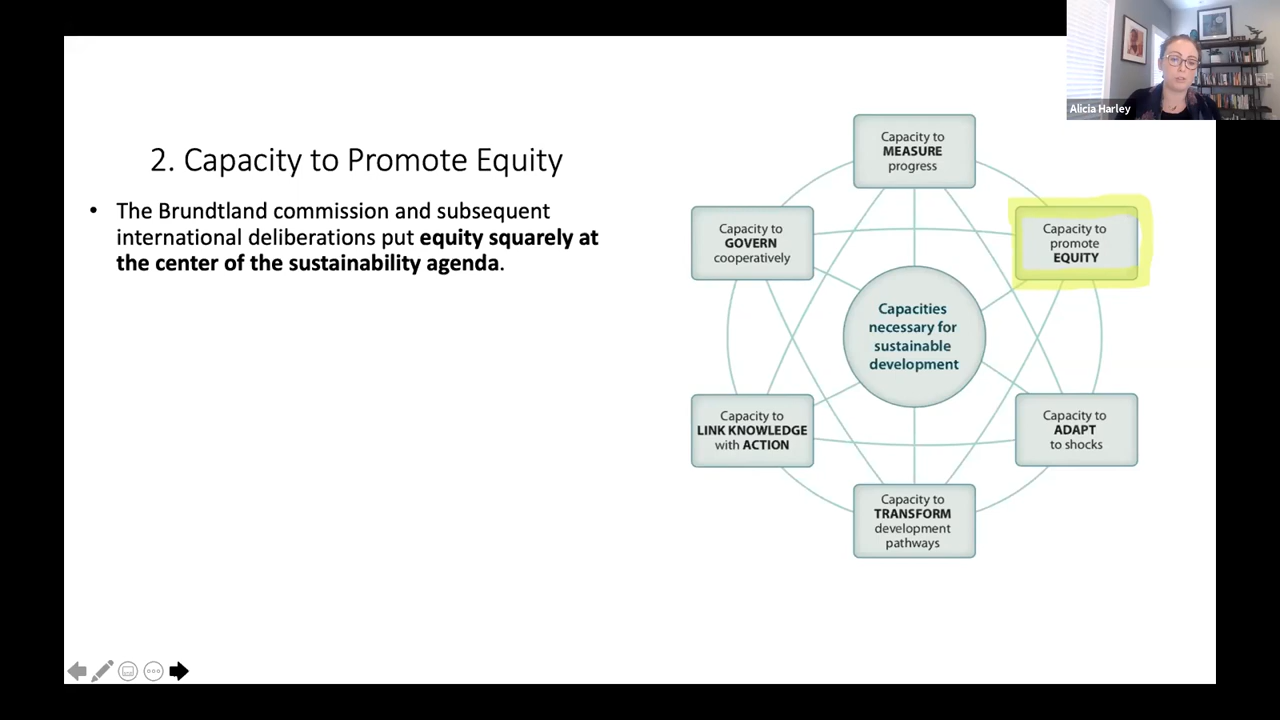 Alicia Harley
2. Capacity to Promote Equity
• The Brundtland commission and subsequent
international deliberations put equity squarely at
the center of the sustainability agenda.
Capacity to
MEASURE
progress
Capacity to
GOVERN
cooperatively
Capacity to
promote
EQUITY
Capacities
necessary for
sustainable
development
Capacity to
LINK KNOWLEDGE
with ACTION
Capacity to
ADAPT
to shocks
Capacity to
TRANSFORM
development
pathways